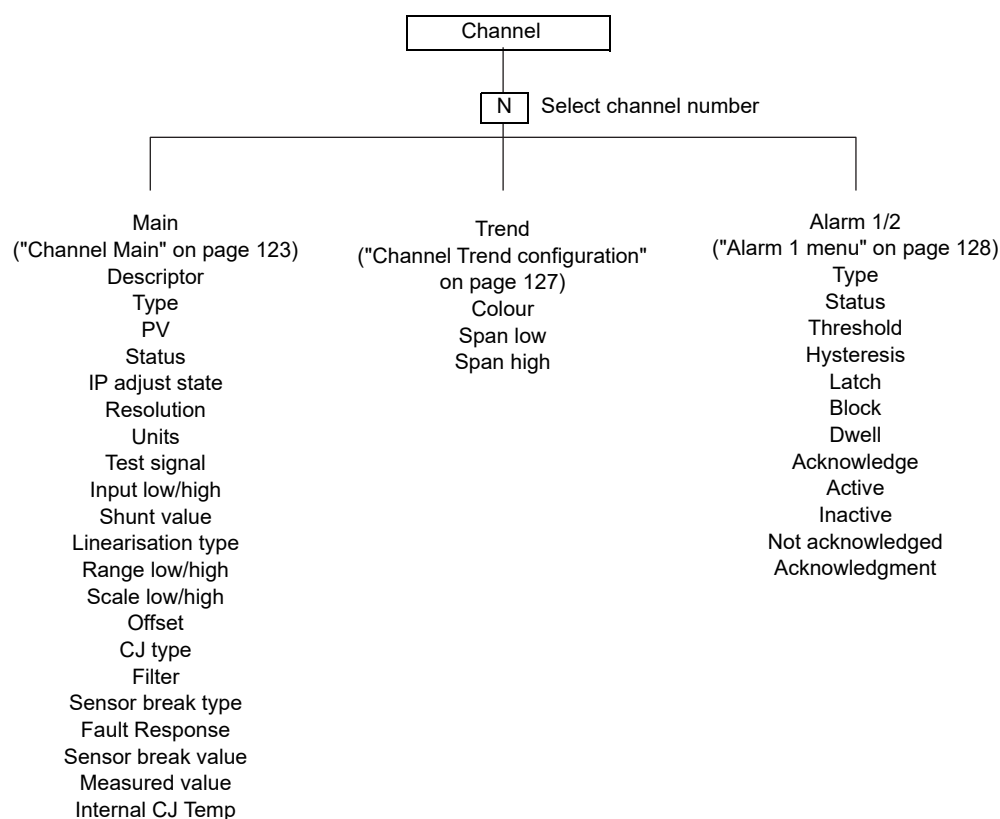 Channel
N
Select channel number
Main
("Channel Main" on page 123)
Descriptor
Type
PV
Status
IP adjust state
Resolution
Units
Test signal
Input low/high
Shunt value
Linearisation type
Range low/high
Scale low/high
Offset
CJ type
Filter
Sensor break type
Fault Response
Sensor break value
Measured value
Internal CJ Temp
Trend
("Channel Trend configuration"
on page 127)
Colour
Span low
Span high
Alarm 1/2
("Alarm 1 menu" on page 128)
Type
Status
Threshold
Hysteresis
Latch
Block
Dwell
Acknowledge
Active
Inactive
Not acknowledged
Acknowledgment